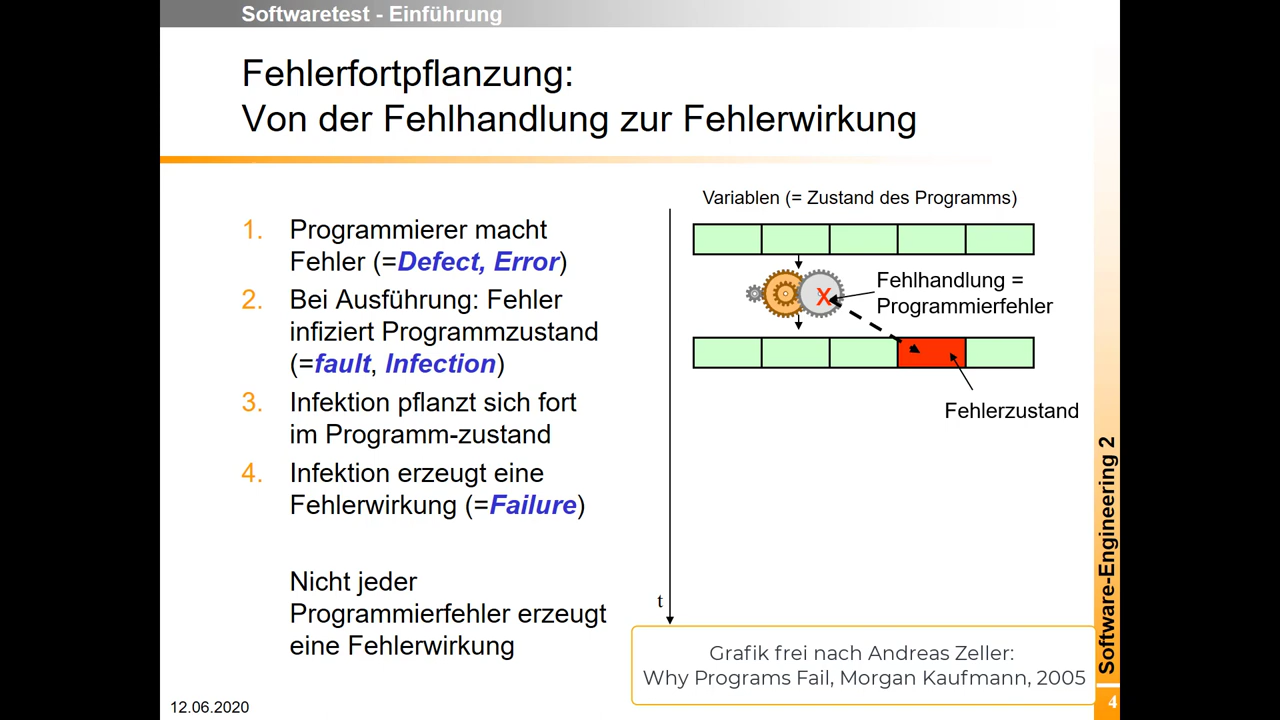 Softwaretest - Einführung
Fehlerfortpflanzung:
Von der Fehlhandlung zur Fehlerwirkung
1. Programmierer macht
Fehler (=Defect, Error)
2. Bei Ausführung: Fehler
infiziert Programmzustand
(=fault, Infection)
3. Infektion pflanzt sich fort
im Programm-zustand
4. Infektion erzeugt eine
Fehlerwirkung (=Failure)
Nicht jeder
Programmierfehler erzeugt
eine Fehlerwirkung
Variablen (= Zustand des Programms)
X
Fehlhandlung =
Programmierfehler
Fehlerzustand
t
Grafik frei nach Andreas Zeller:
Why Programs Fail, Morgan Kaufmann, 2005
Software-Engineering 2
12.06.2020
4